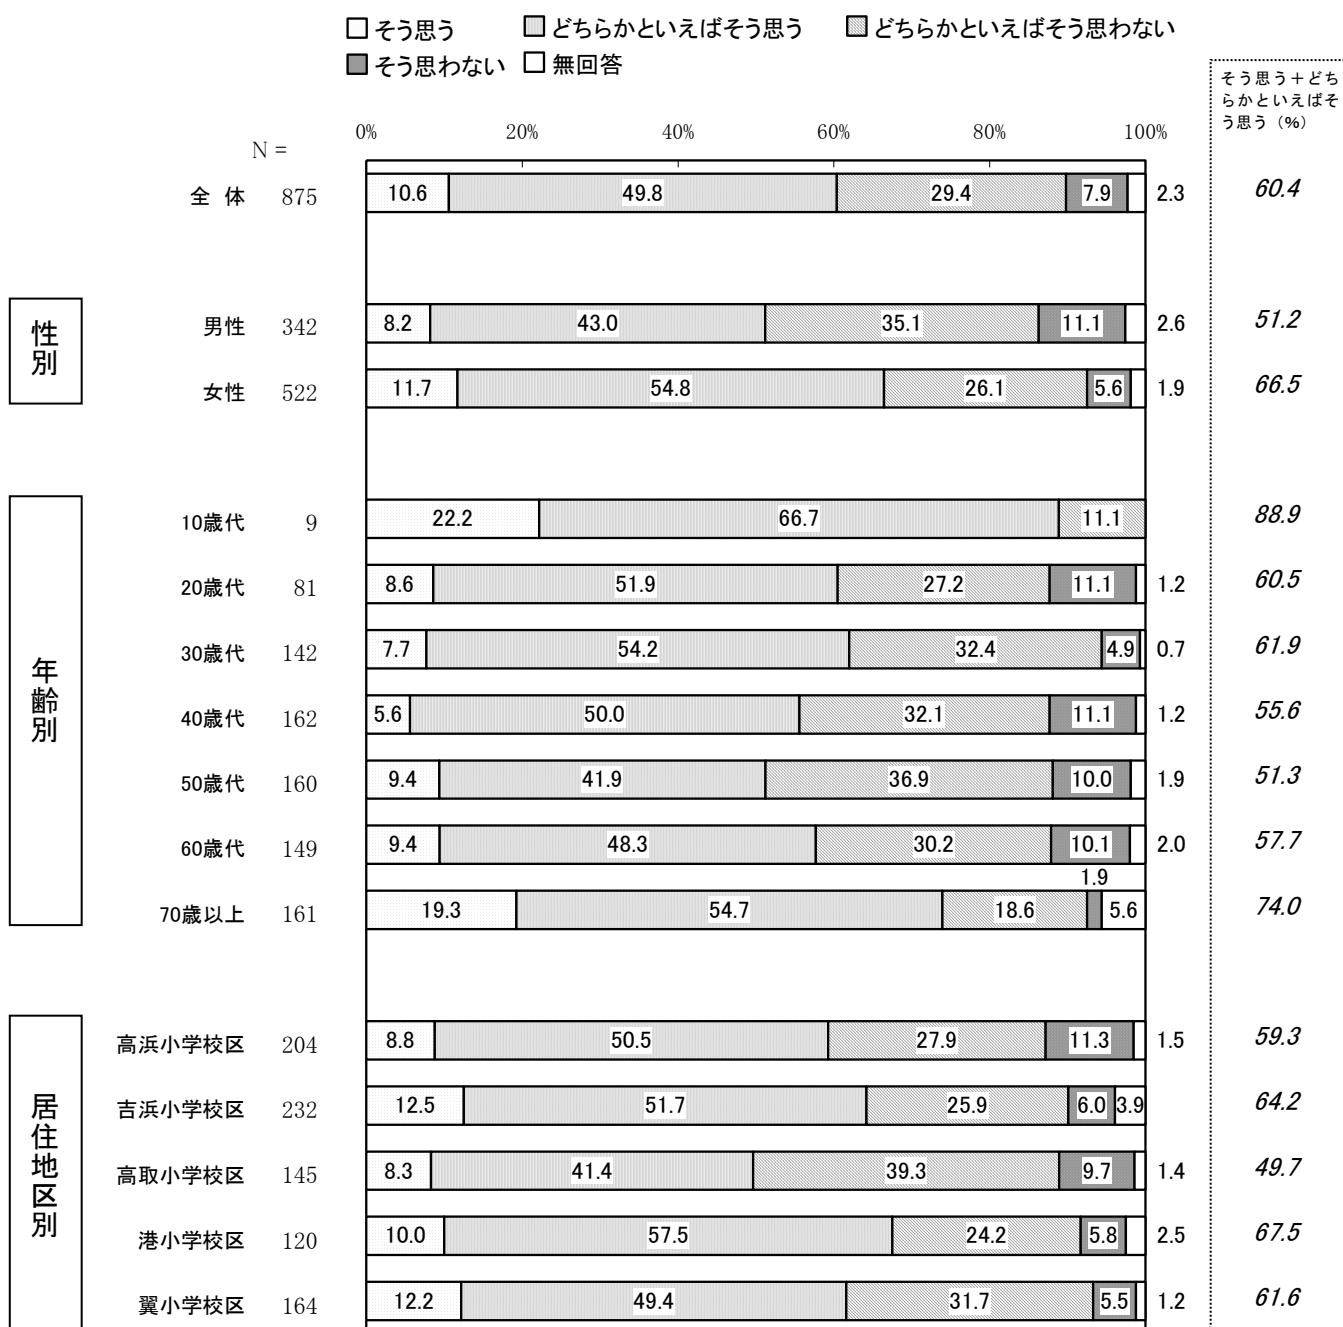 そう思う どちらかといえばそう思う どちらかといえばそう思わない
そう思わない 無回答
そう思う＋どち
らかといえばそ
う思う（%）
0% 20% 40% 60% 80% 100%
N =
全 体 875 10.6 49.8 29.4 7.9 2.3 60.4
性別
男性 342 8.2 43.0 35.1 11.1 2.6 51.2
女性 522 11.7 54.8 26.1 5.6 1.9 66.5
年齢別
10歳代 9 22.2 66.7 11.1 88.9
20歳代 81 8.6 51.9 27.2 11.1 1.2 60.5
30歳代 142 7.7 54.2 32.4 4.9 0.7 61.9
40歳代 162 5.6 50.0 32.1 11.1 1.2 55.6
50歳代 160 9.4 41.9 36.9 10.0 1.9 51.3
60歳代 149 9.4 48.3 30.2 10.1 2.0 57.7
1.9
70歳以上 161 19.3 54.7 18.6 5.6 74.0
居住地区別
高浜小学校区 204 8.8 50.5 27.9 11.3 1.5 59.3
吉浜小学校区 232 12.5 51.7 25.9 6.0 3.9 64.2
高取小学校区 145 8.3 41.4 39.3 9.7 1.4 49.7
港小学校区 120 10.0 57.5 24.2 5.8 2.5 67.5
翼小学校区 164 12.2 49.4 31.7 5.5 1.2 61.6